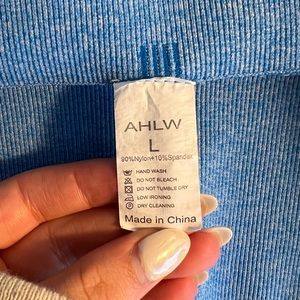 AHLW
L
90%Nylon+10%Spandex
HAND WASH
DO NOT BLEACH
DO NOT TUMBLE DRY
LOW IRONING
DRY CLEANING
Made in China